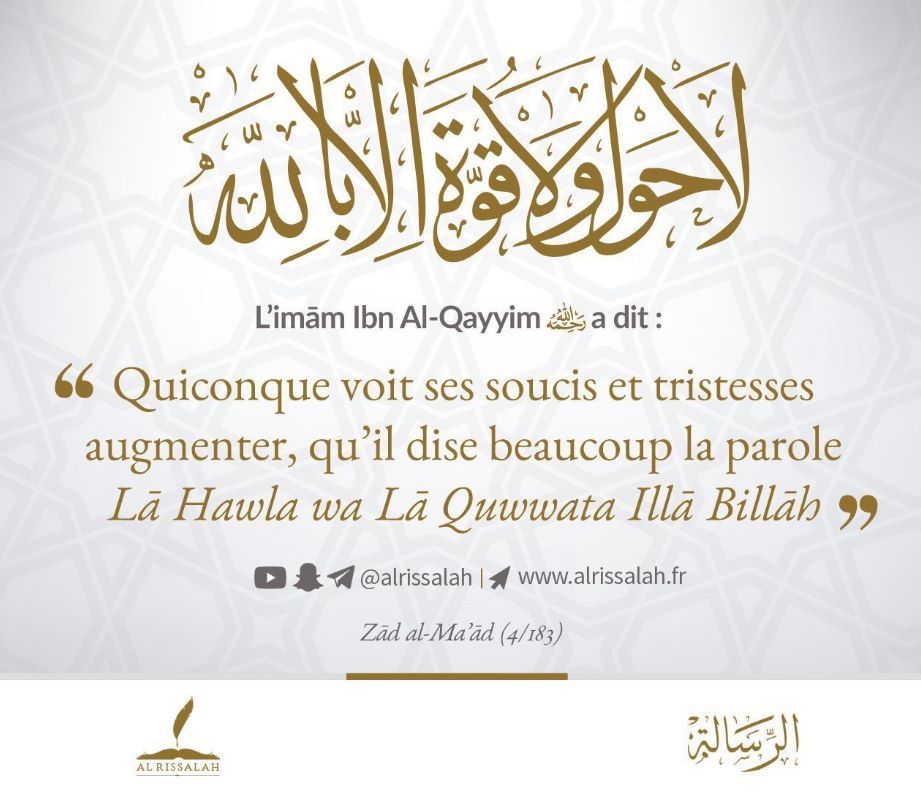 لا حول ولا قوة إلا بالله
L’imām Ibn Al-Qayyim رحمه الله a dit :
“ Quiconque voit ses soucis et tristesses
augmenter, qu’il dise beaucoup la parole
Lā Hawla wa Lā Quwwata Illā Billāh ”
@alrissalah | www.alrissalah.fr
Zād al-Ma’ād (4/183)
AL RISSALAH
الرسالة